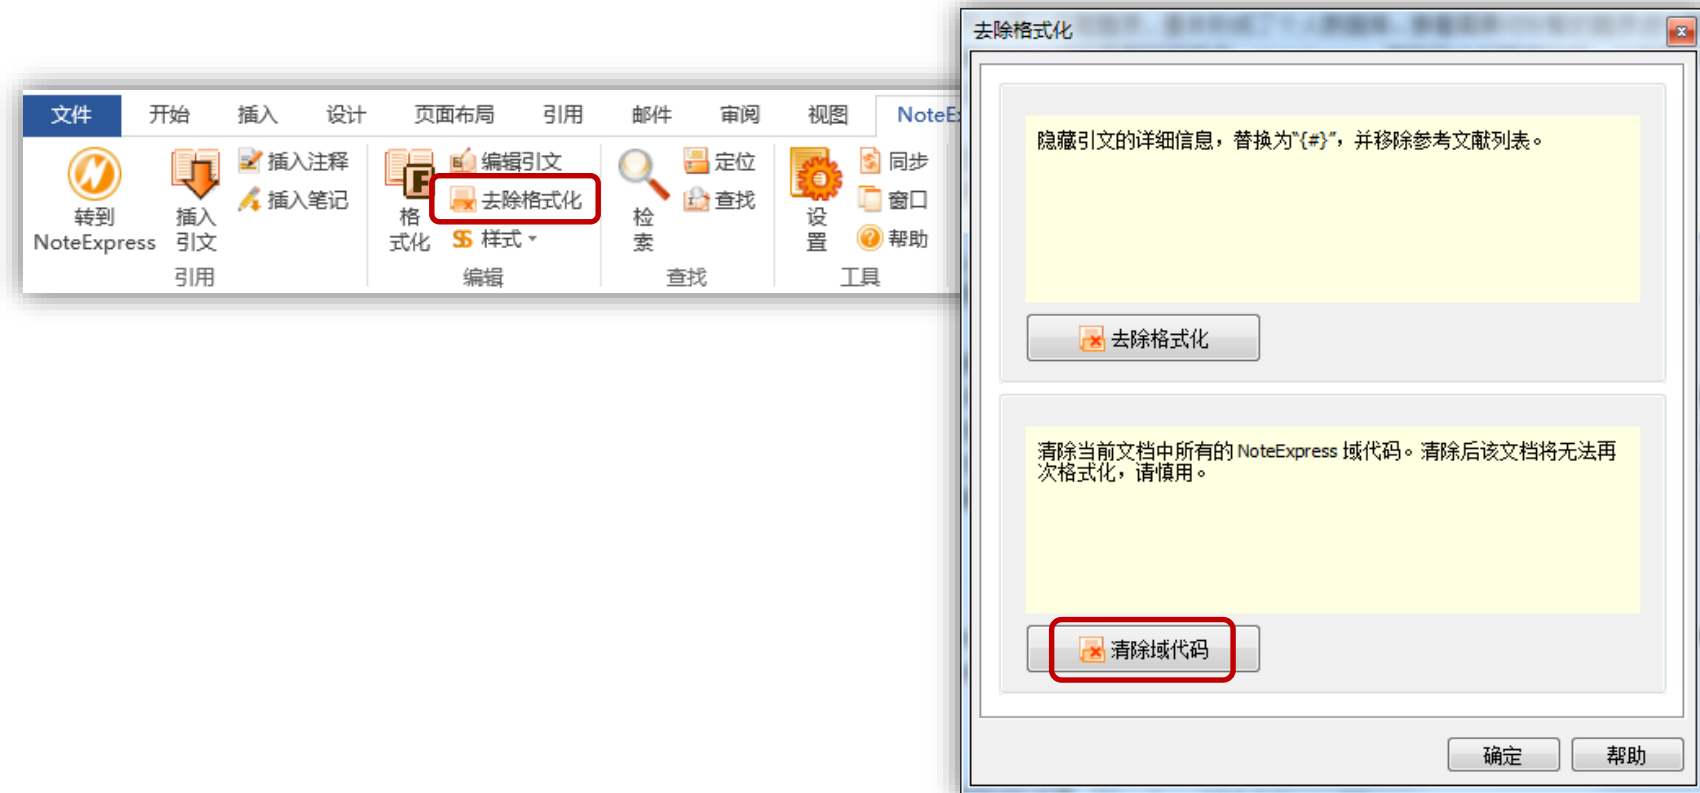 文件 开始 插入 设计 页面布局 引用 邮件 审阅 视图 NoteEx
转到
NoteExpress
插入
引文
插入注释
插入笔记
引用
格
式化
编辑引文
去除格式化
样式
编辑
检
索
定位
查找
查找
设
置
同步
窗口
帮助
工具
去除格式化
隐藏引文的详细信息，替换为“{#}”，并移除参考文献列表。
去除格式化
清除当前文档中所有的 NoteExpress 域代码。清除后该文档将无法再
次格式化，请慎用。
清除域代码
确定 帮助